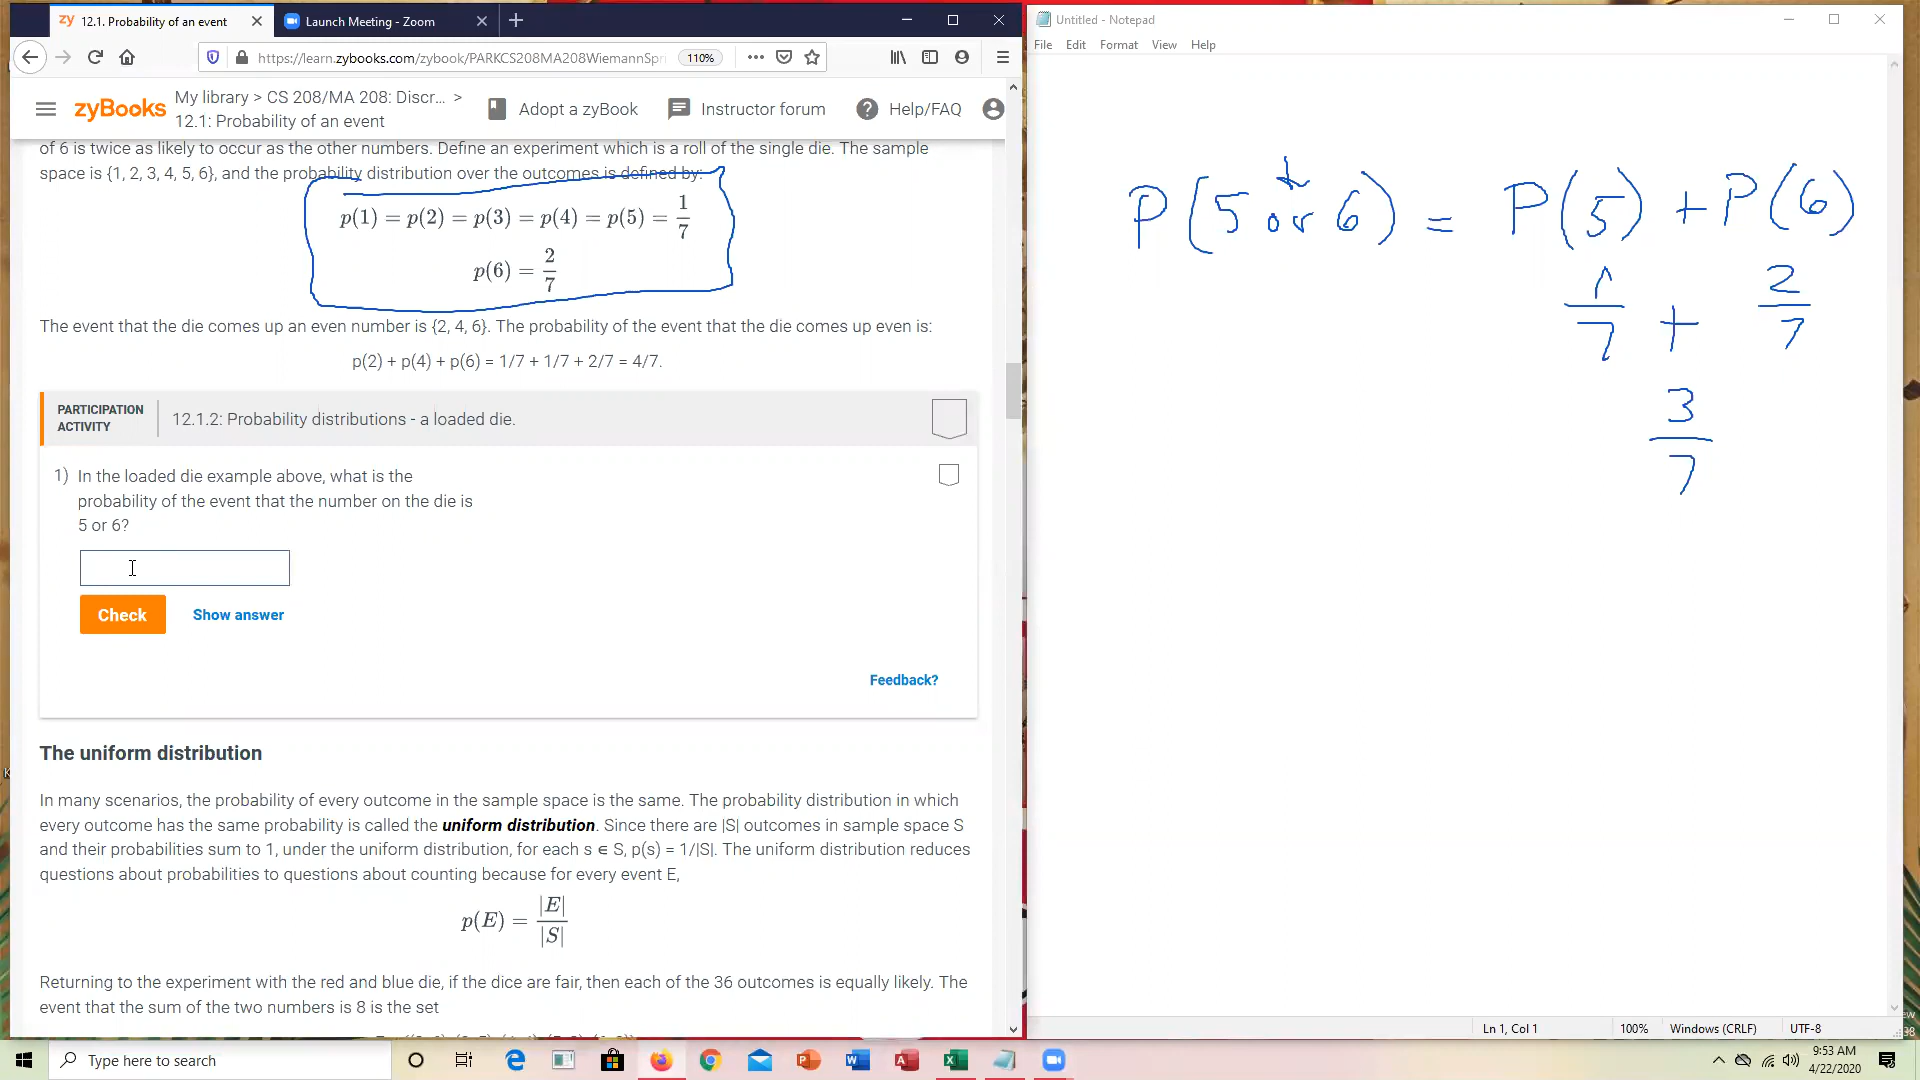 zy 12.1. Probability of an event
Launch Meeting - Zoom
https://learn.zybooks.com/zybook/PARKCS208MA208WiemannSpri
110%
zyBooks
My library > CS 208/MA 208: Discr... >
12.1: Probability of an event
Adopt a zyBook
Instructor forum
Help/FAQ
of 6 is twice as likely to occur as the other numbers. Define an experiment which is a roll of the single die. The sample
space is {1, 2, 3, 4, 5, 6}, and the probability distribution over the outcomes is defined by:
p(1) = p(2) = p(3) = p(4) = p(5) = 1/7
p(6) = 2/7
The event that the die comes up an even number is {2, 4, 6}. The probability of the event that the die comes up even is:
p(2) + p(4) + p(6) = 1/7 + 1/7 + 2/7 = 4/7.
PARTICIPATION
ACTIVITY
12.1.2: Probability distributions - a loaded die.
1) In the loaded die example above, what is the
probability of the event that the number on the die is
5 or 6?
Check
Show answer
Feedback?
The uniform distribution
In many scenarios, the probability of every outcome in the sample space is the same. The probability distribution in which
every outcome has the same probability is called the uniform distribution. Since there are |S| outcomes in sample space S
and their probabilities sum to 1, under the uniform distribution, for each s ∈ S, p(s) = 1/|S|. The uniform distribution reduces
questions about probabilities to questions about counting because for every event E,
p(E) = |E|/|S|
Returning to the experiment with the red and blue die, if the dice are fair, then each of the 36 outcomes is equally likely. The
event that the sum of the two numbers is 8 is the set
Untitled - Notepad
File Edit Format View Help
P(5 or 6) = P(5) + P(6)
1/7 + 2/7
3/7
Ln 1, Col 1
100%
Windows (CRLF)
UTF-8
Type here to search
9:53 AM
4/22/2020